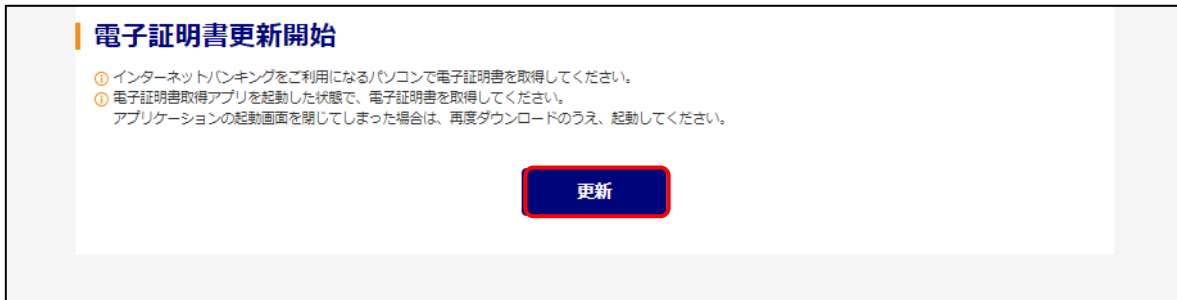 電子証明書更新開始
インターネットバンキングをご利用になるパソコンで電子証明書を取得してください。
電子証明書取得アプリを起動した状態で、電子証明書を取得してください。
アプリケーションの起動画面を閉じてしまった場合は、再度ダウンロードのうえ、起動してください。
更新